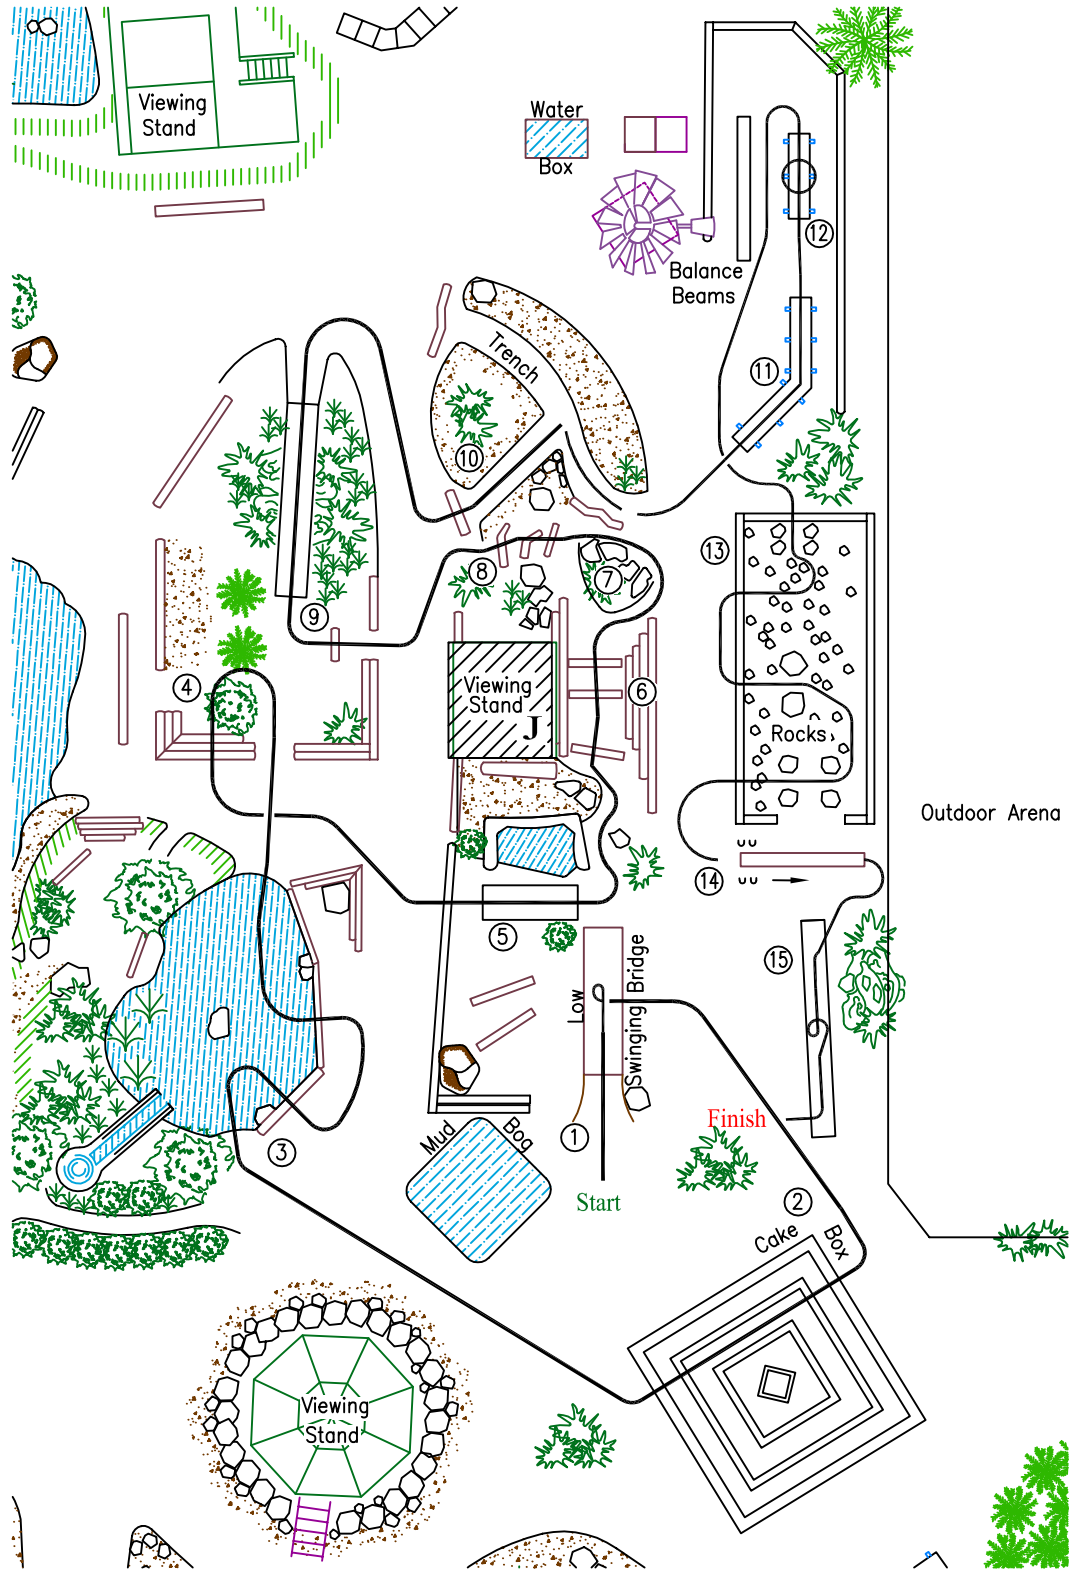 Viewing
Stand
Water
Box
12
Balance
Beams
Trench
11
10
13
8
7
9
4
Viewing
Stand
J
6
Rocks
Outdoor Arena
14
5
15
Low
Swinging Bridge
Finish
Mud
Bog
1
3
Start
2
Cake
Box
Viewing
Stand